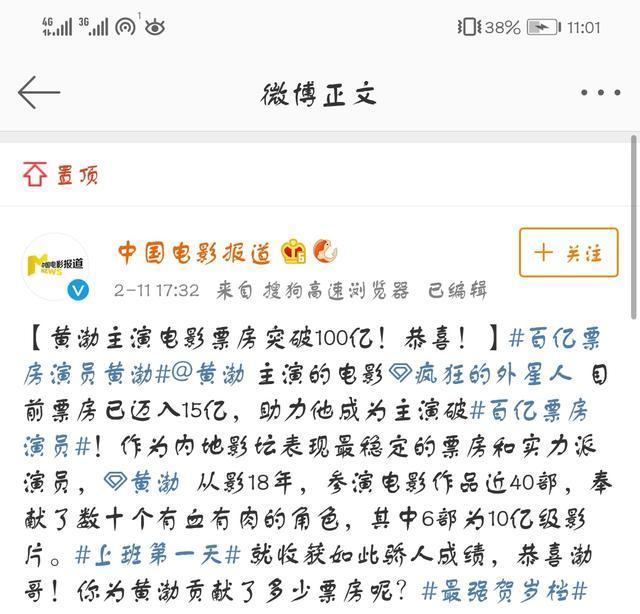 4G 3G 1 38% 11:01
微博正文
置顶
中国电影报道
+ 关注
中国电影报道
NEWS
2-11 17:32 来自 搜狗高速浏览器 已编辑
【黄渤主演电影票房突破100亿！恭喜！】#百亿票
房演员黄渤#@黄渤 主演的电影疯狂的外星人 目
前票房已迈入15亿，助力他成为主演破#百亿票房
演员#！作为内地影坛表现最稳定的票房和实力派
演员，黄渤 从影18年，参演电影作品近40部，奉
献了数十个有血有肉的角色，其中6部为10亿级影
片。#上班第一天# 就收获如此骄人成绩，恭喜渤
哥！你为黄渤贡献了多少票房呢？#最强贺岁档#